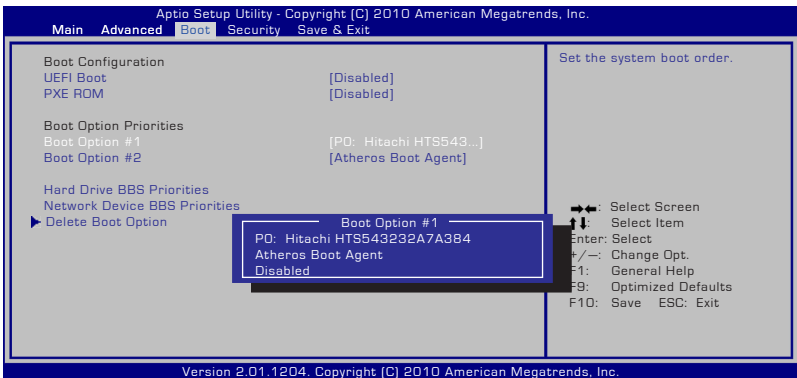 Aptio Setup Utility - Copyright (C) 2010 American Megatrends, Inc.
Main Advanced Boot Security Save & Exit
Boot Configuration
UEFI Boot [Disabled]
PXE ROM [Disabled]
Boot Option Priorities
Boot Option #1 [P0: Hitachi HTS543...]
Boot Option #2 [Atheros Boot Agent]
Hard Drive BBS Priorities
Network Device BBS Priorities
Delete Boot Option
Boot Option #1
P0: Hitachi HTS543232A7A384
Atheros Boot Agent
Disabled
Set the system boot order.
→←: Select Screen
↑↓: Select Item
Enter: Select
+/—: Change Opt.
F1: General Help
F9: Optimized Defaults
F10: Save ESC: Exit
Version 2.01.1204. Copyright (C) 2010 American Megatrends, Inc.